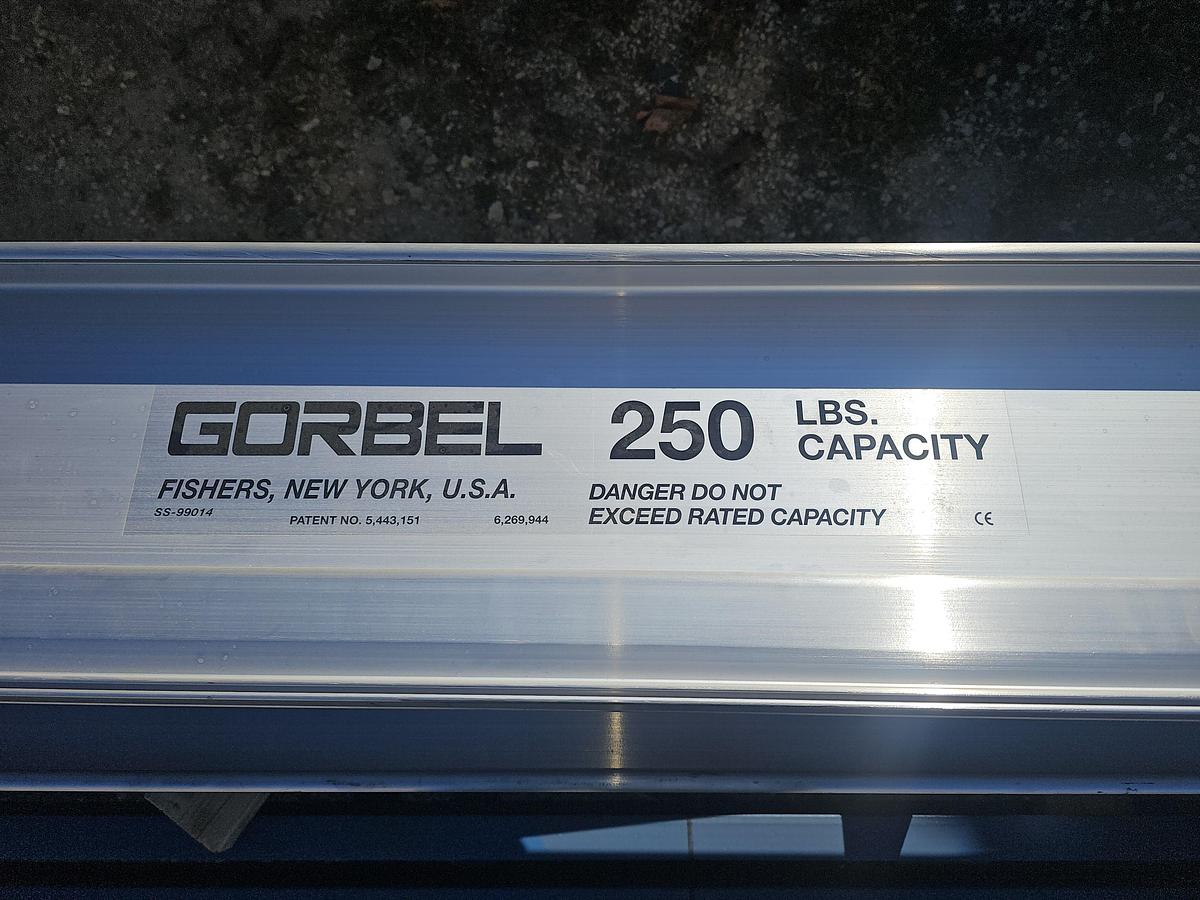 GORBEL
250
LBS.
CAPACITY
FISHERS, NEW YORK, U.S.A.
SS-99014
PATENT NO. 5,443,151
6,269,944
DANGER DO NOT
EXCEED RATED CAPACITY
CE